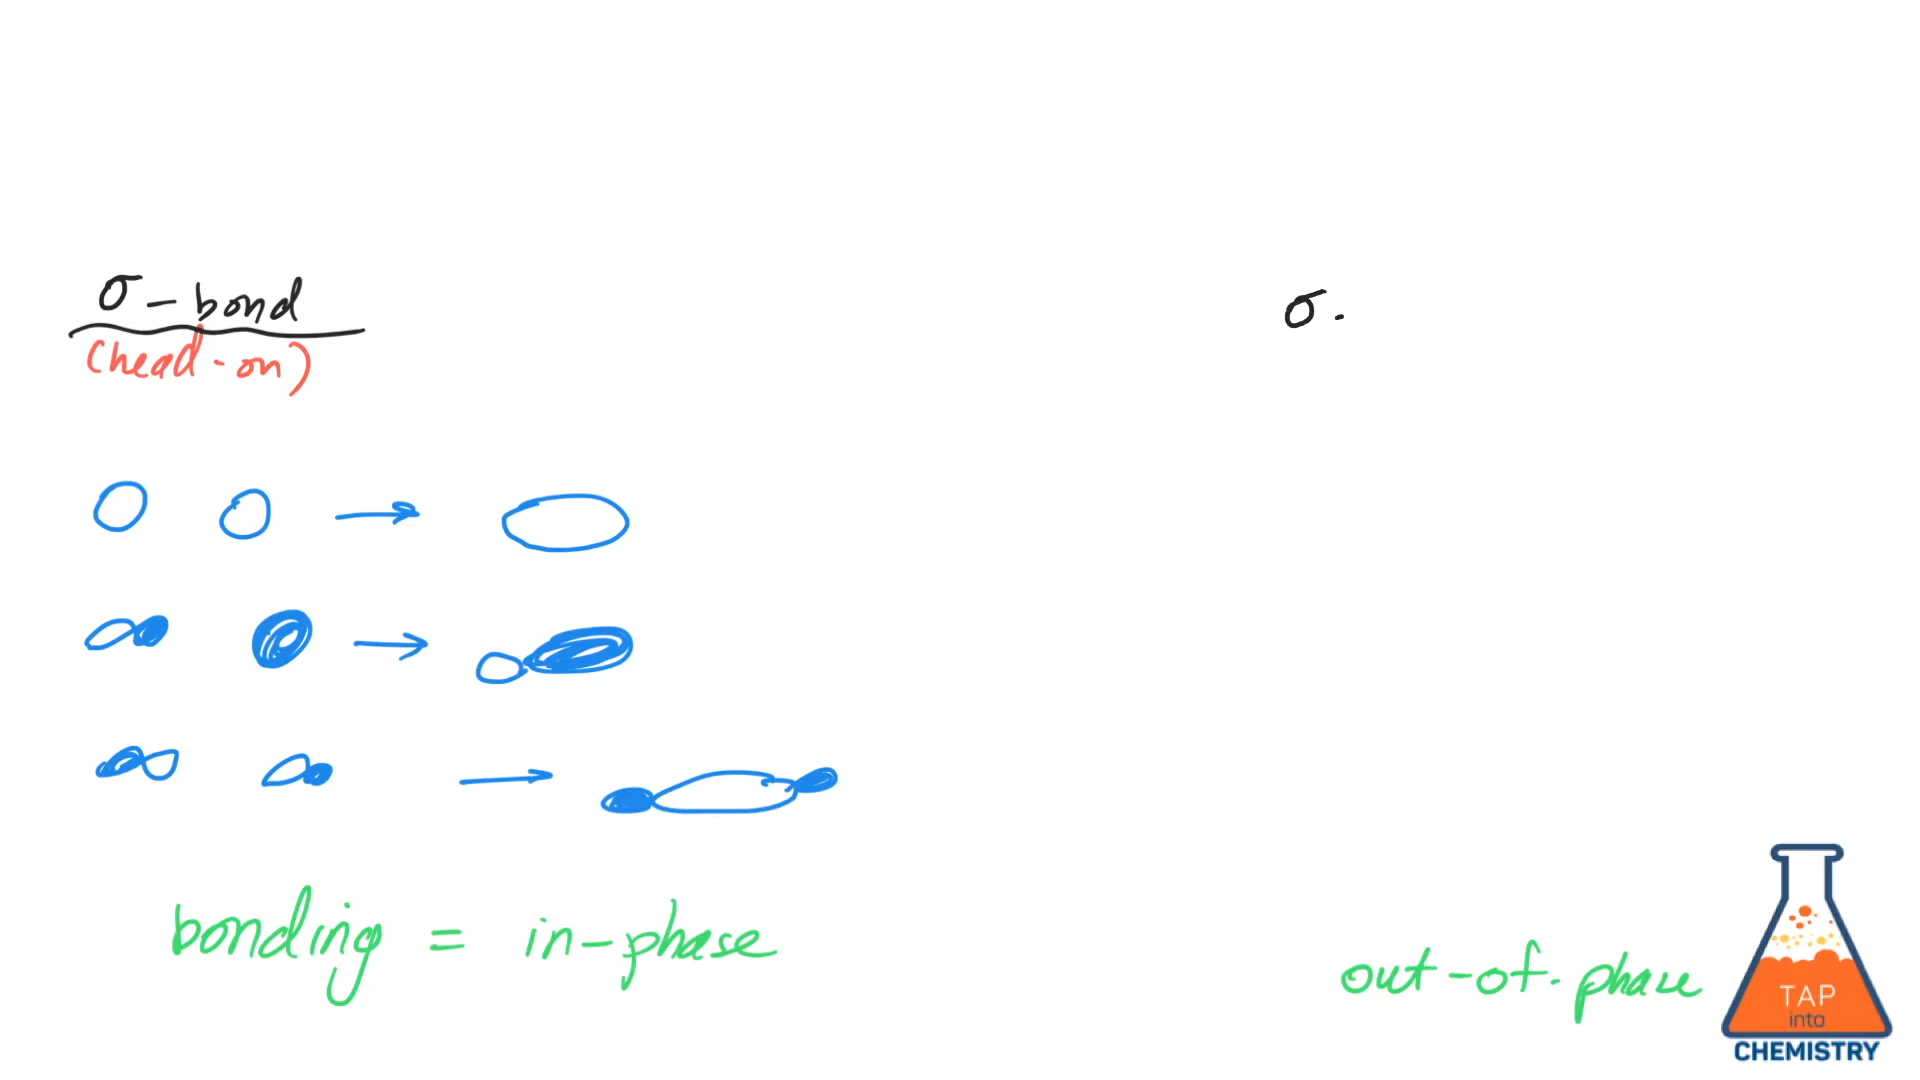 σ-bond
(head-on)
bonding = in-phase
σ.
out-of-phase
TAP
into
CHEMISTRY